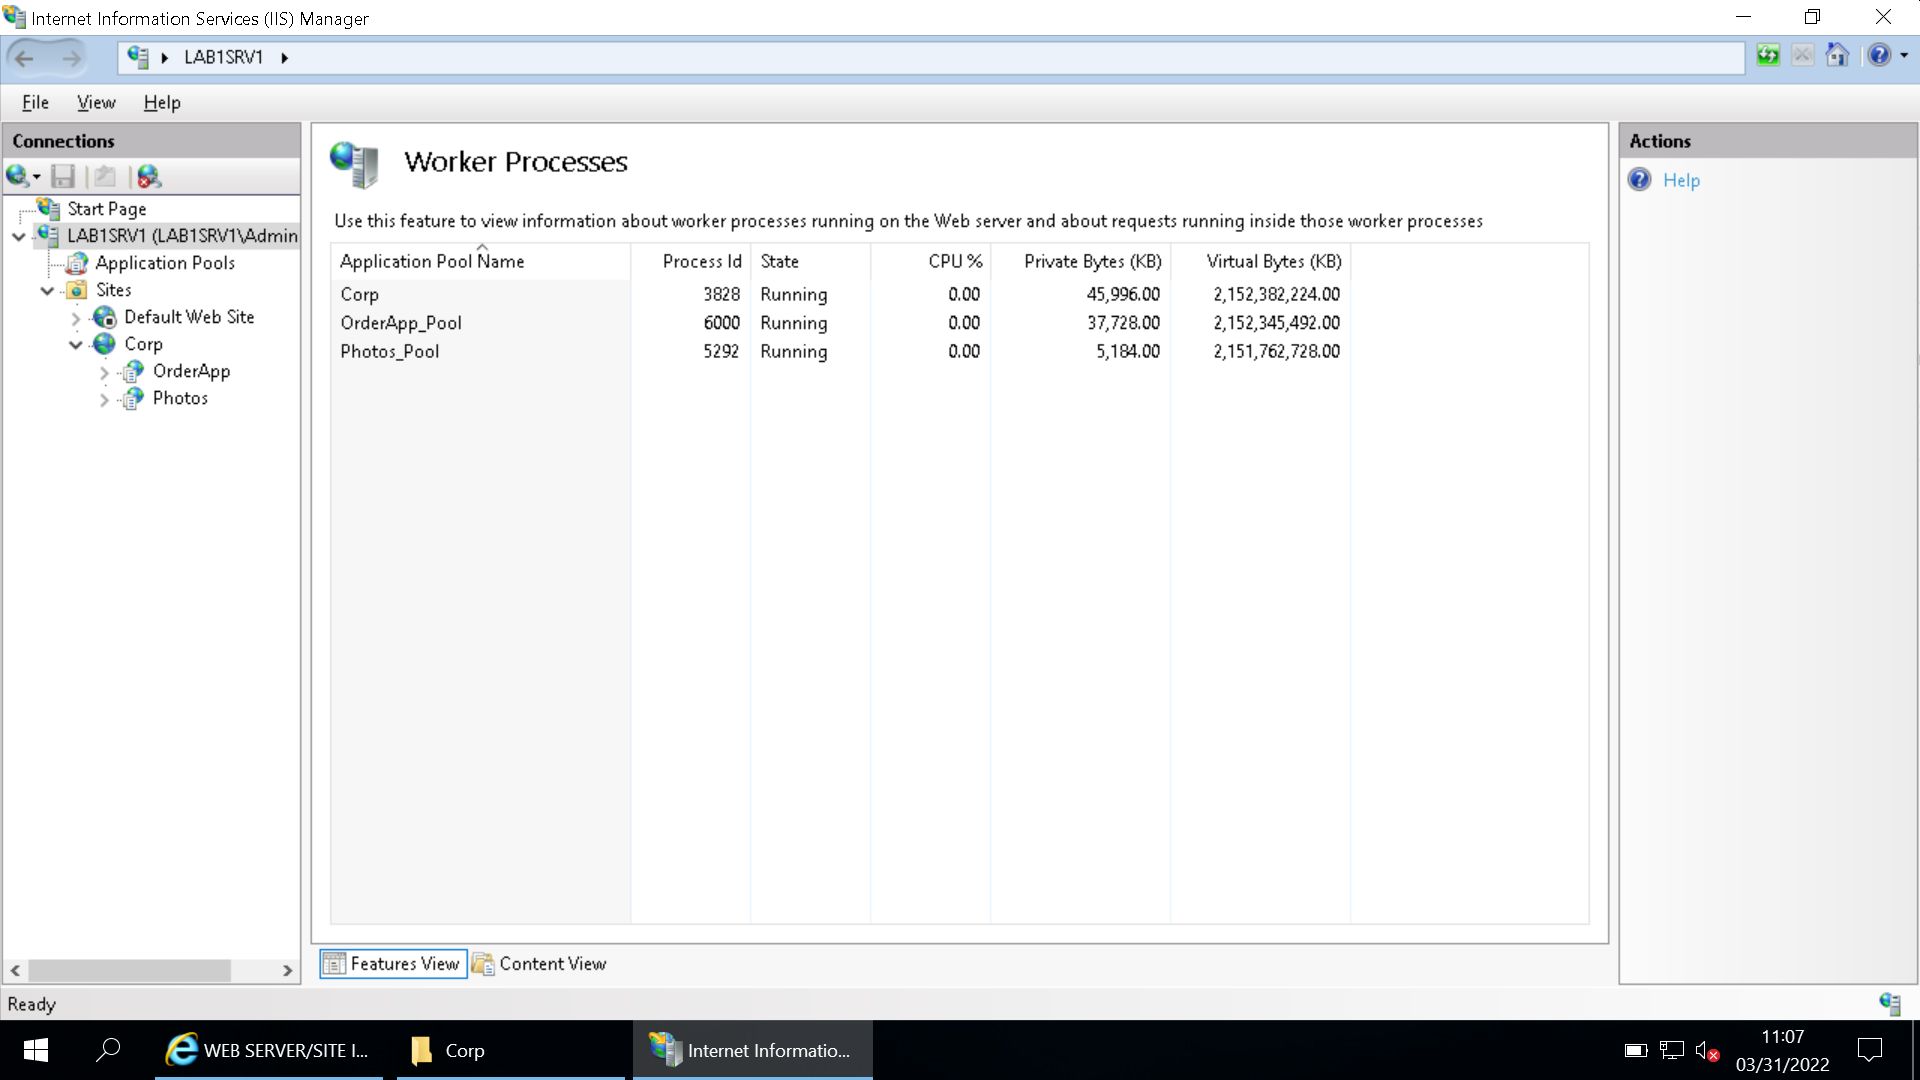 Internet Information Services (IIS) Manager
LAB1SRV1
File View Help
Connections
Start Page
LAB1SRV1 (LAB1SRV1\Admin
Application Pools
Sites
Default Web Site
Corp
OrderApp
Photos
Worker Processes
Use this feature to view information about worker processes running on the Web server and about requests running inside those worker processes
Application Pool Name Process Id State CPU % Private Bytes (KB) Virtual Bytes (KB)
Corp 3828 Running 0.00 45,996.00 2,152,382,224.00
OrderApp_Pool 6000 Running 0.00 37,728.00 2,152,345,492.00
Photos_Pool 5292 Running 0.00 5,184.00 2,151,762,728.00
Features View Content View
Actions
Help
Ready
WEB SERVER/SITE I... Corp Internet Informatio...
11:07
03/31/2022